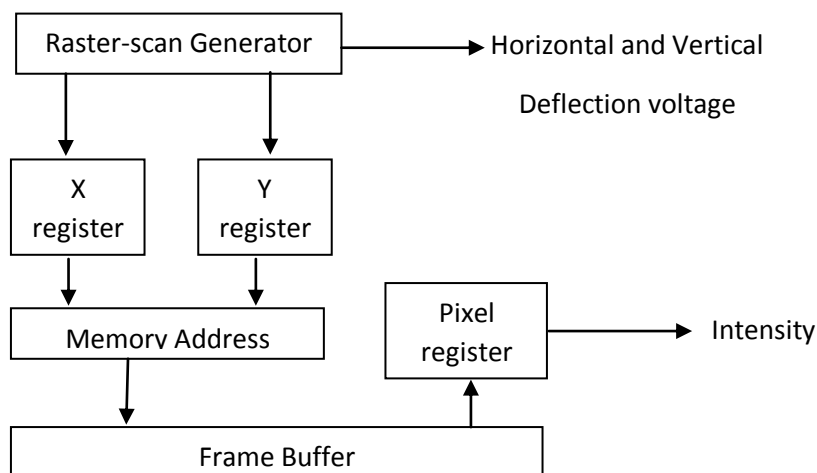 Raster-scan Generator
Horizontal and Vertical
Deflection voltage
X
register
Y
register
Memory Address
Pixel
register
Intensity
Frame Buffer